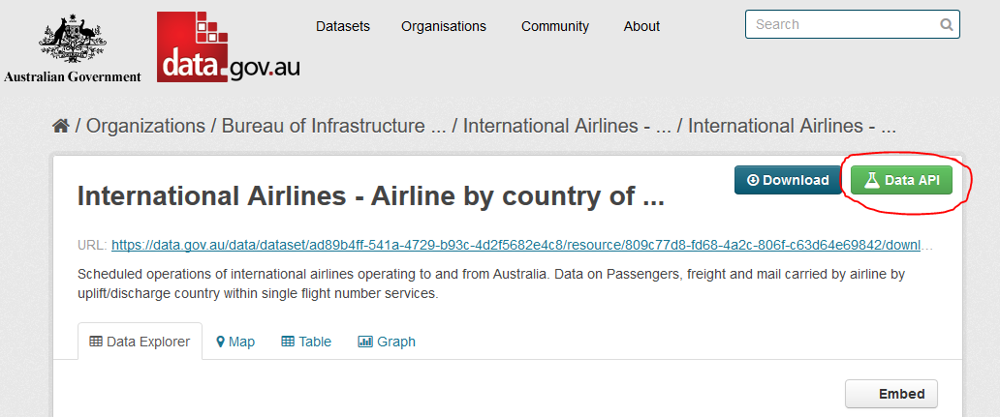 Datasets Organisations Community About Search
Australian Government
data.gov.au
/ Organizations / Bureau of Infrastructure ... / International Airlines - ... / International Airlines - ...
Download Data API
International Airlines - Airline by country of ...
URL: https://data.gov.au/data/dataset/ad89b4ff-541a-4729-b93c-4d2f5682e4c8/resource/809c77d8-fd68-4a2c-806f-c63d64e69842/downl...
Scheduled operations of international airlines operating to and from Australia. Data on Passengers, freight and mail carried by airline by
uplift/discharge country within single flight number services.
Data Explorer Map Table Graph
Embed